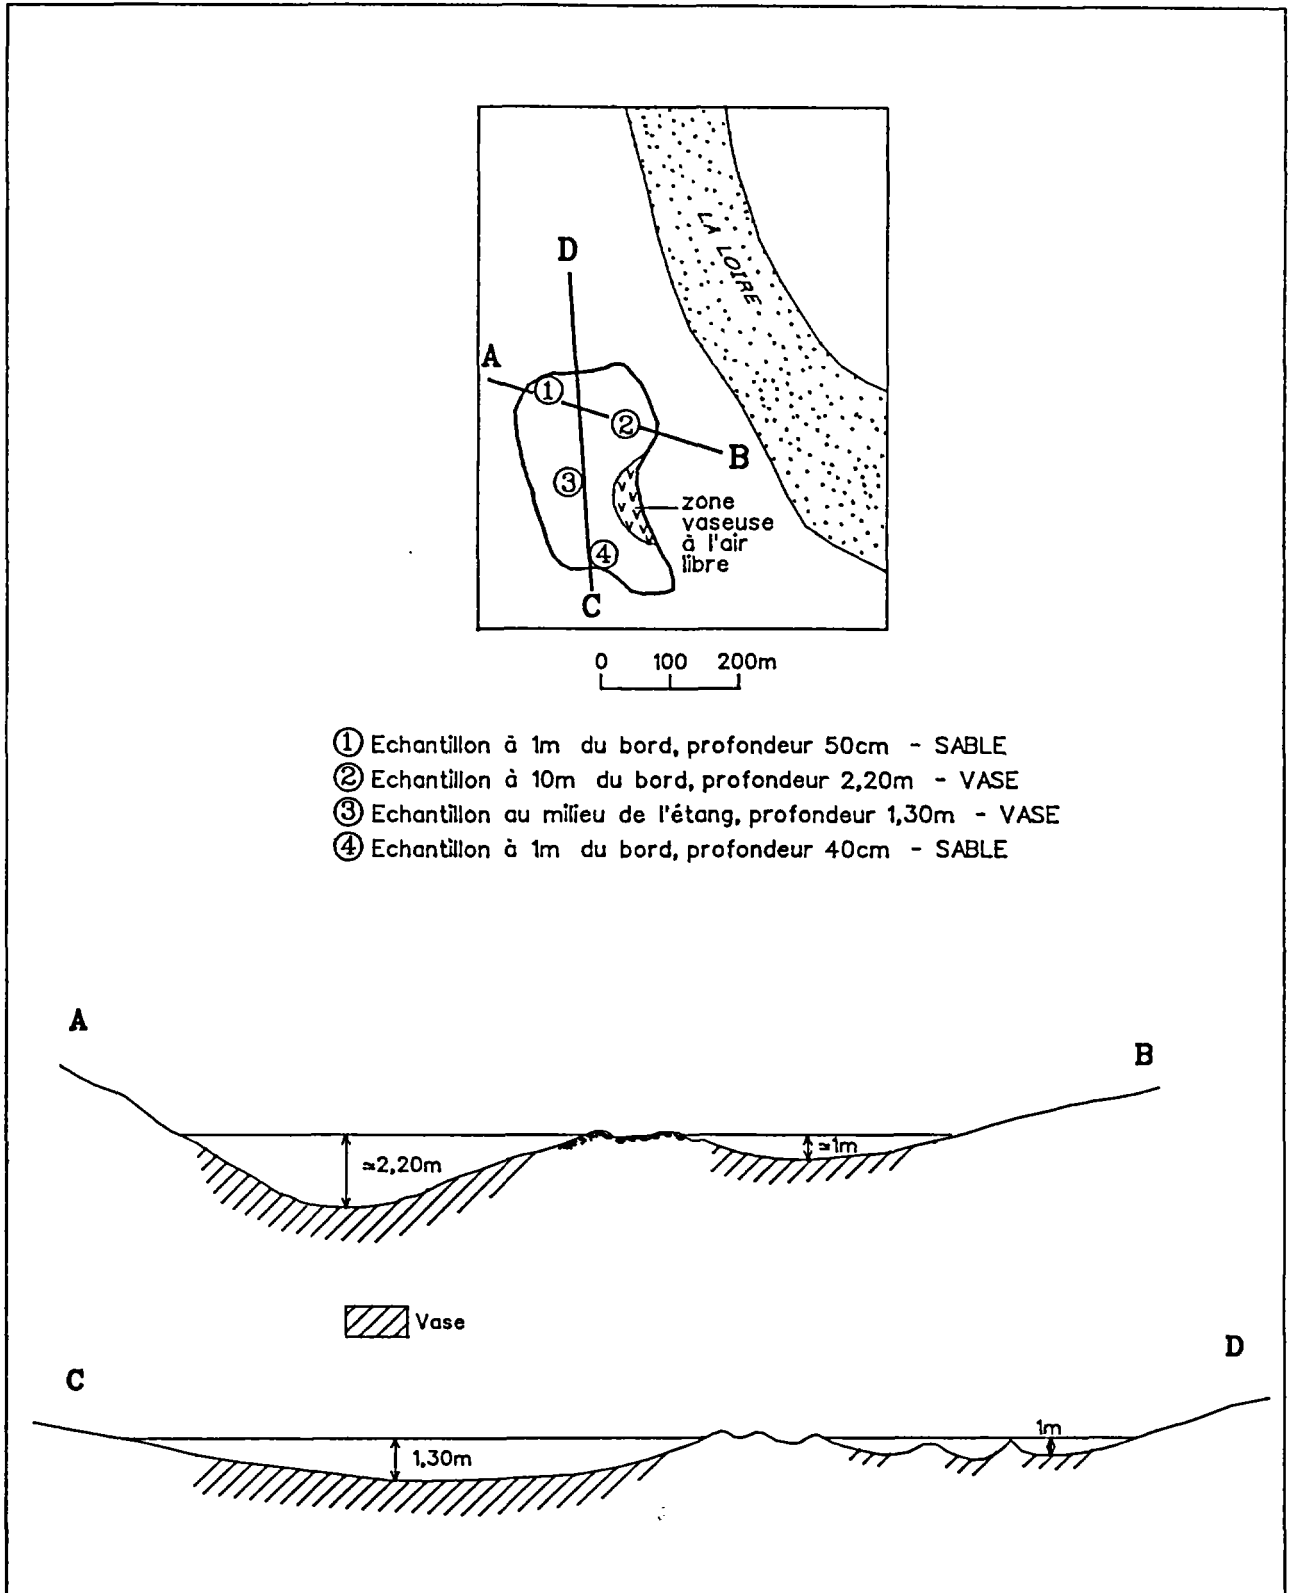 LA LOIRE
D
A
①
②
B
③
zone
vaseuse
à l'air
libre
④
C
0 100 200m
① Echantillon à 1m du bord, profondeur 50cm - SABLE
② Echantillon à 10m du bord, profondeur 2,20m - VASE
③ Echantillon au milieu de l'étang, profondeur 1,30m - VASE
④ Echantillon à 1m du bord, profondeur 40cm - SABLE
A
B
≃2,20m
≃1m
Vase
D
C
1m
1,30m